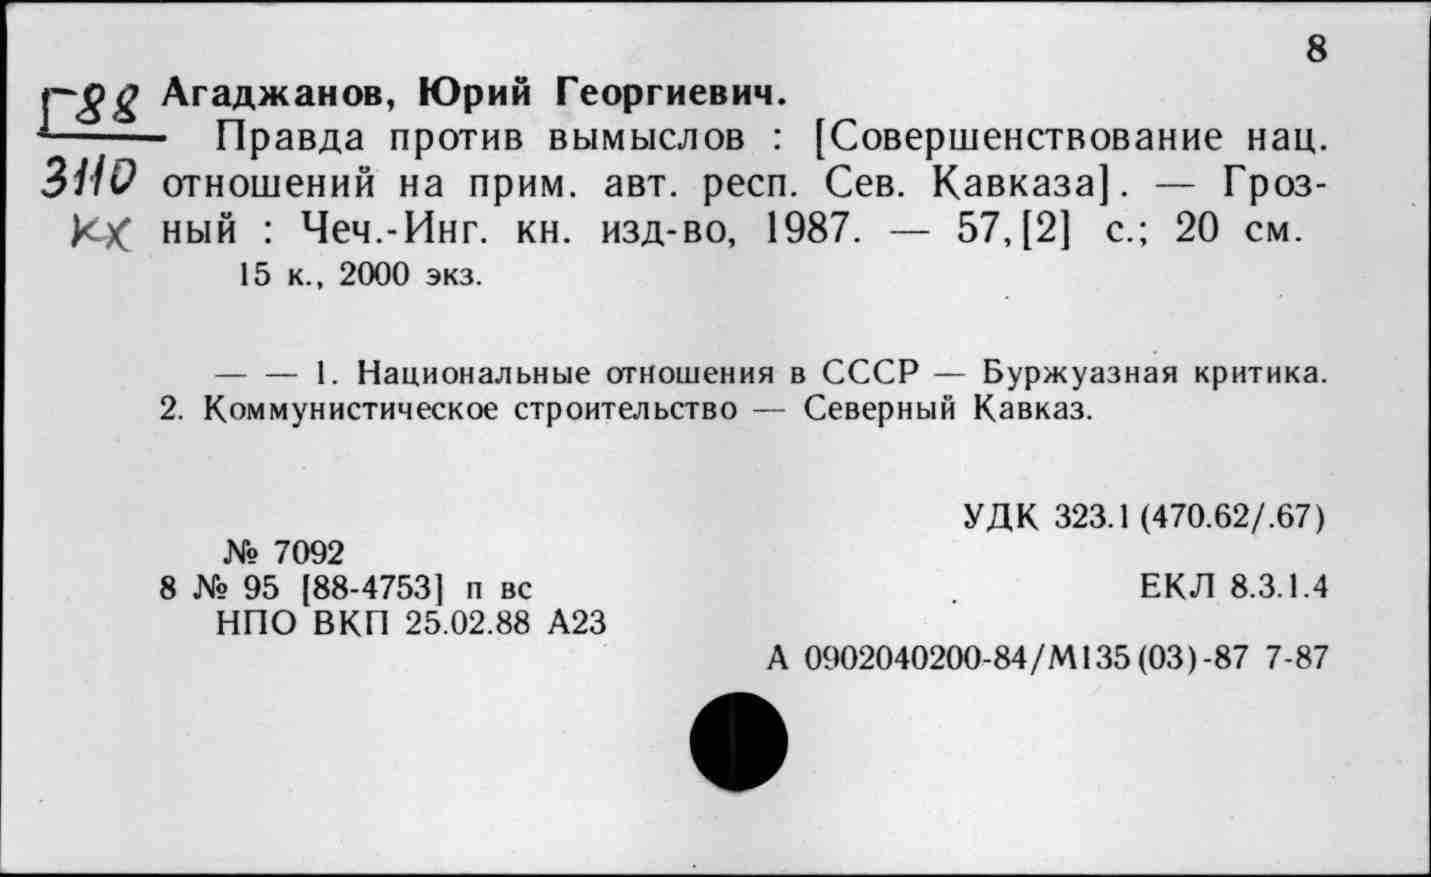 8
Г88 Агаджанов, Юрий Георгиевич.
Правда против вымыслов : [Совершенствование нац.
3110 отношений на прим. авт. респ. Сев. Кавказа]. — Гроз-
кх ный : Чеч.-Инг. кн. изд-во, 1987. — 57,[2] с.; 20 см.
15 к., 2000 экз.
— — 1. Национальные отношения в СССР — Буржуазная критика.
2. Коммунистическое строительство — Северный Кавказ.
УДК 323.1 (470.62/.67)
№ 7092
8 № 95 [88-4753] п вс
ЕКЛ 8.3.1.4
НПО ВКП 25.02.88 А23
А 0902040200-84/М135(03)-87 7-87